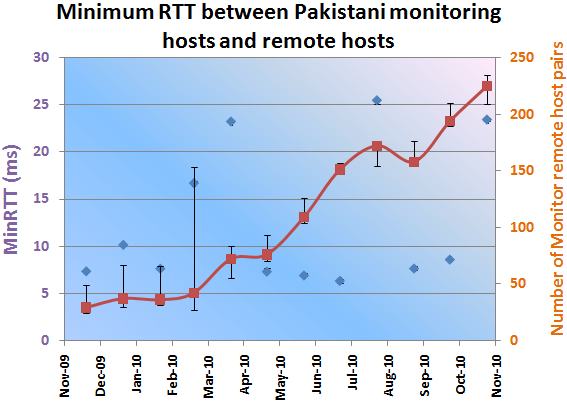 Minimum RTT between Pakistani monitoring
hosts and remote hosts
MinRTT (ms)
30
25
20
15
10
5
0
250
200
150
100
50
0
Number of Monitor remote host pairs
Nov-09
Dec-09
Jan-10
Feb-10
Mar-10
Apr-10
May-10
Jun-10
Jul-10
Aug-10
Sep-10
Oct-10
Nov-10